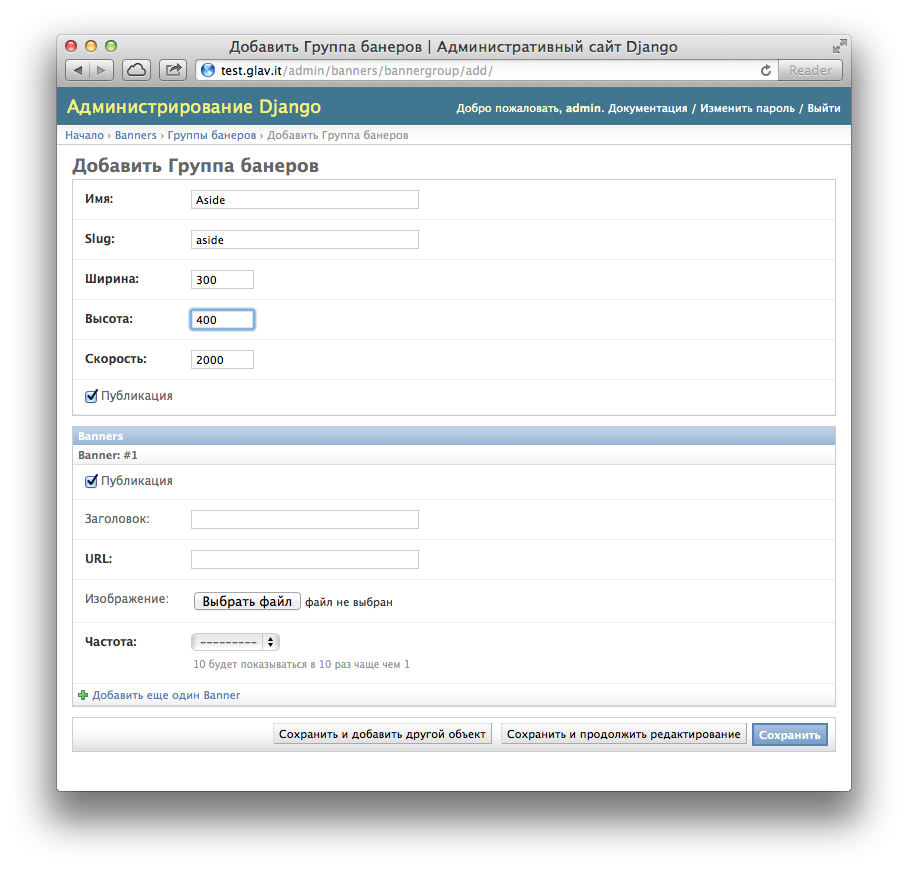 Добавить Группа банеров | Административный сайт Django
test.glav.it/admin/banners/bannergroup/add/ Reader
Администрирование Django Добро пожаловать, admin. Документация / Изменить пароль / Выйти
Начало › Banners › Группы банеров › Добавить Группа банеров
Добавить Группа банеров
Имя: Aside
Slug: aside
Ширина: 300
Высота: 400
Скорость: 2000
Публикация
Banners
Banner: #1
Публикация
Заголовок:
URL:
Изображение: Выбрать файл файл не выбран
Частота: ---------
10 будет показываться в 10 раз чаще чем 1
Добавить еще один Banner
Сохранить и добавить другой объект Сохранить и продолжить редактирование Сохранить